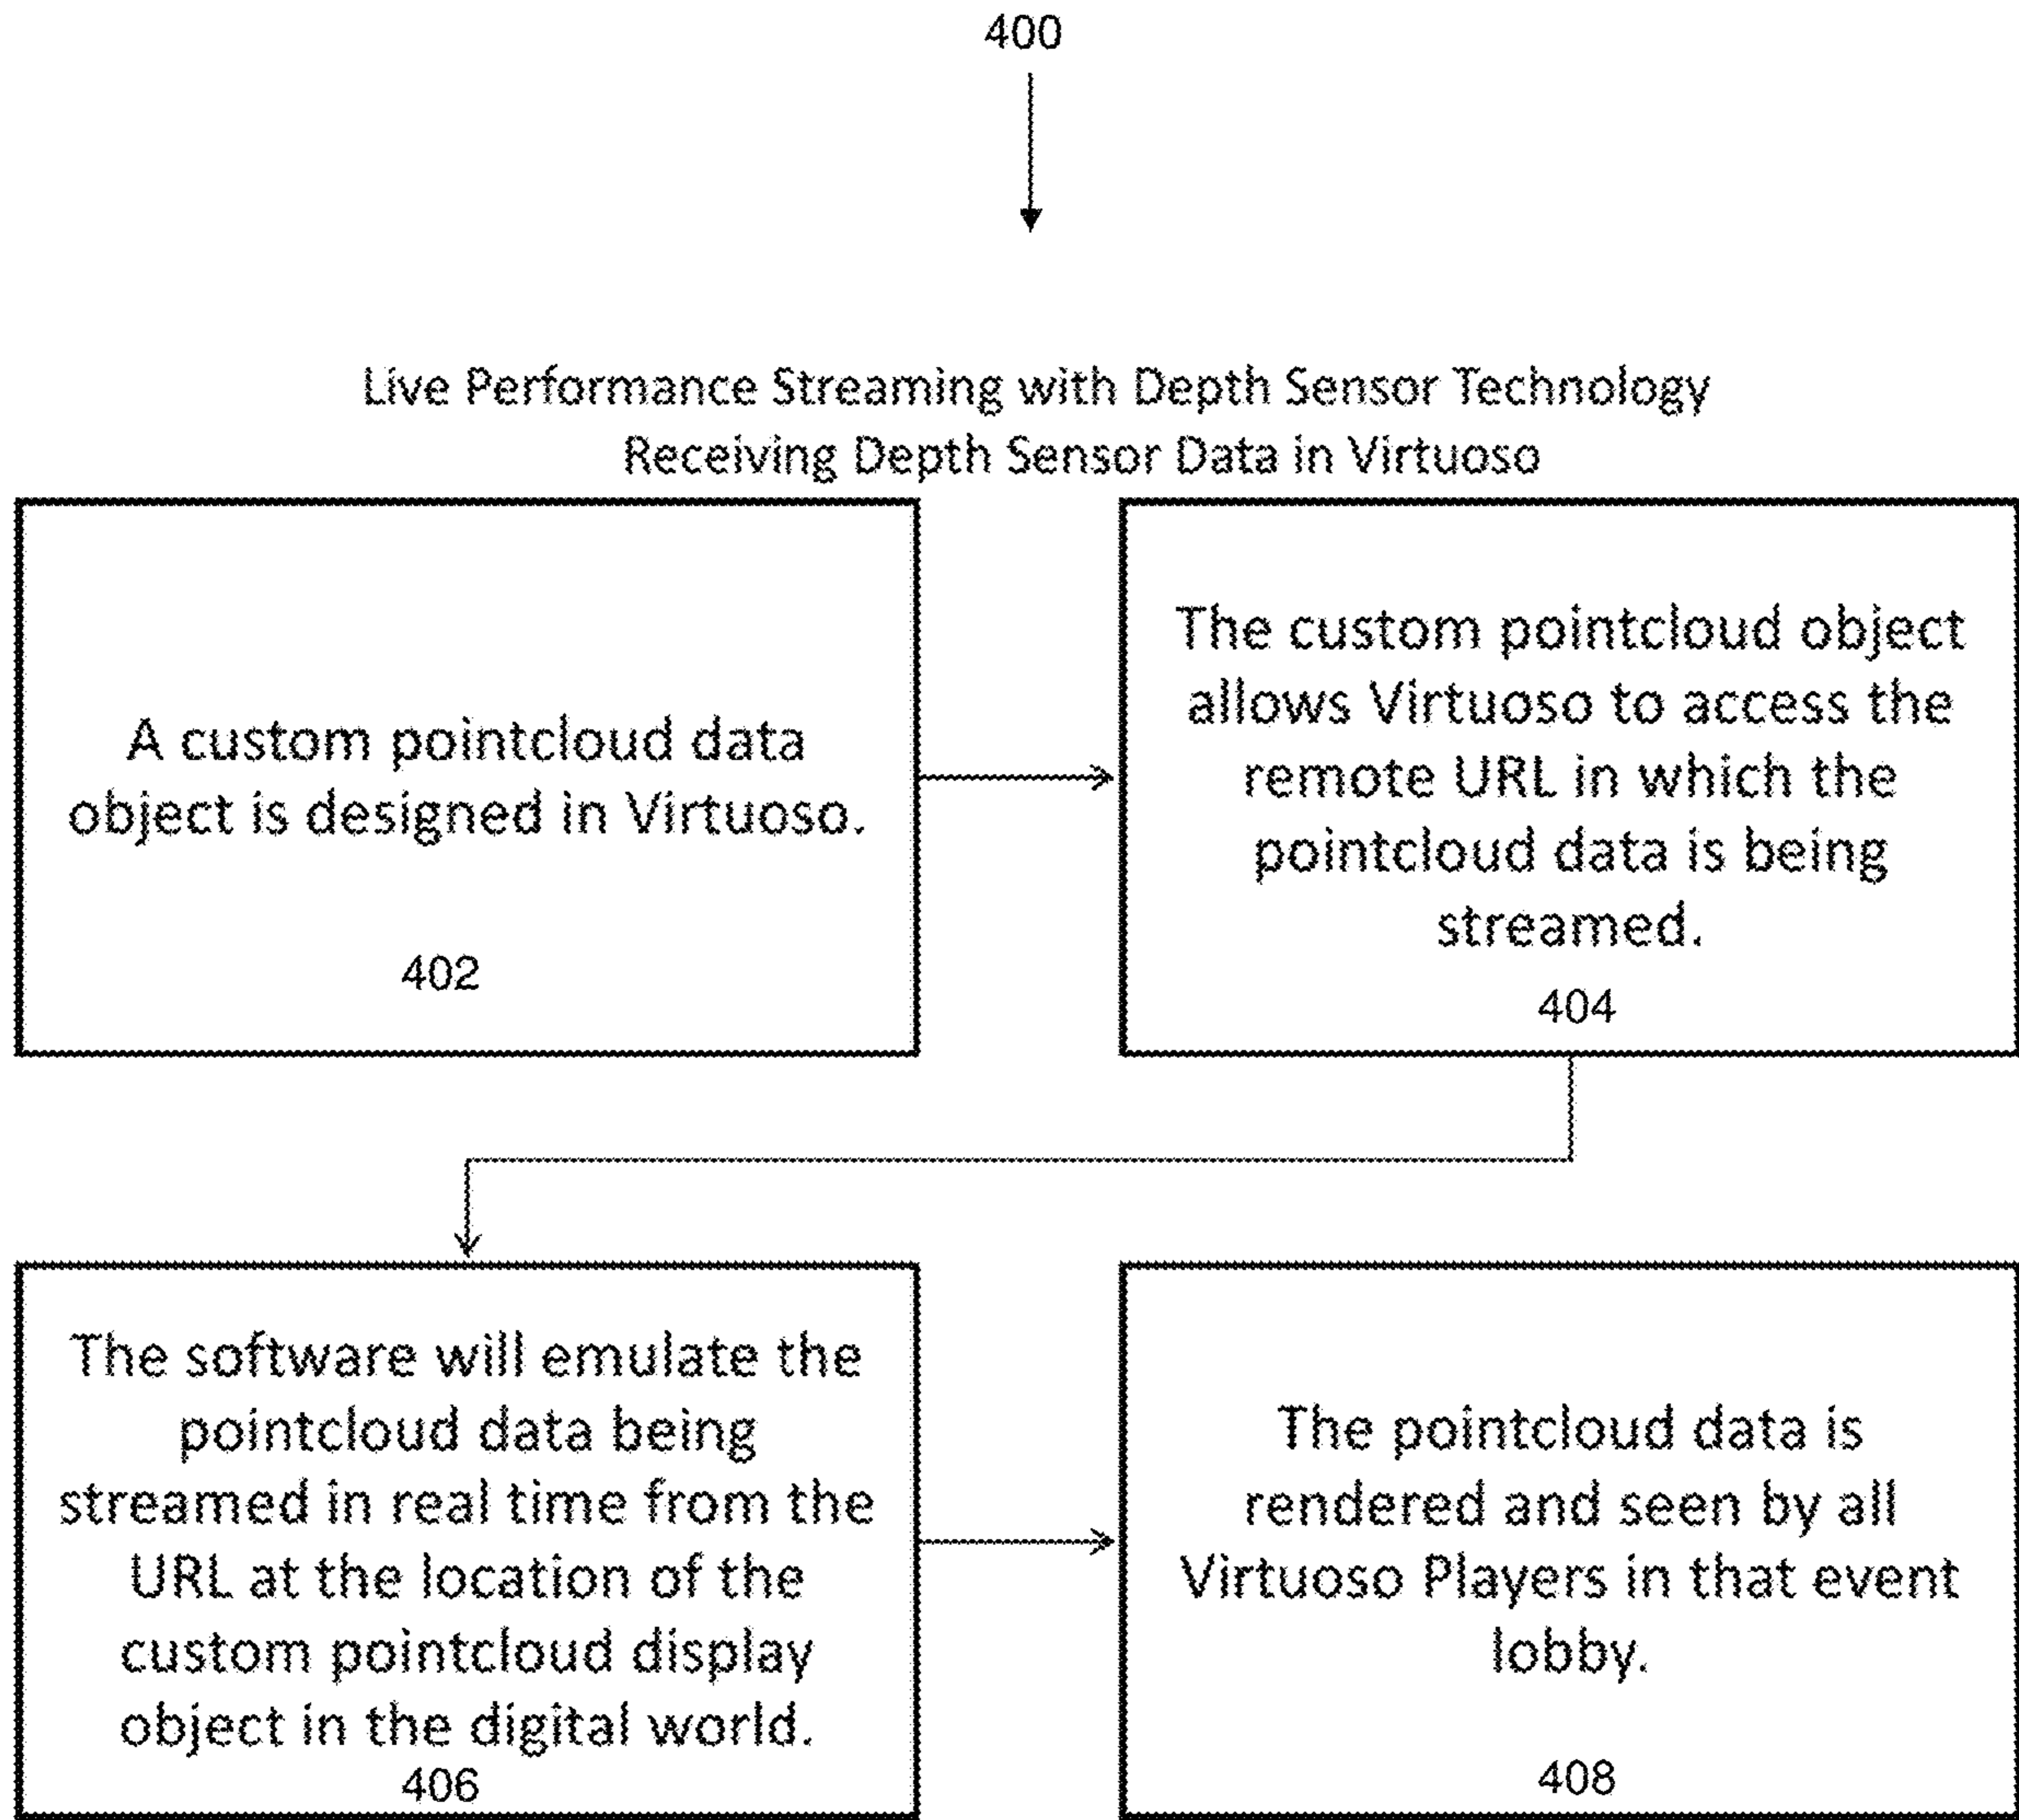 400
Live Performance Streaming with Depth Sensor Technology
Receiving Depth Sensor Data in Virtuoso
A custom pointcloud data
object is designed in Virtuoso.
402
The custom pointcloud object
allows Virtuoso to access the
remote URL in which the
pointcloud data is being
streamed.
404
The software will emulate the
pointcloud data being
streamed in real time from the
URL at the location of the
custom pointcloud display
object in the digital world.
406
The pointcloud data is
rendered and seen by all
Virtuoso Players in that event
lobby.
408